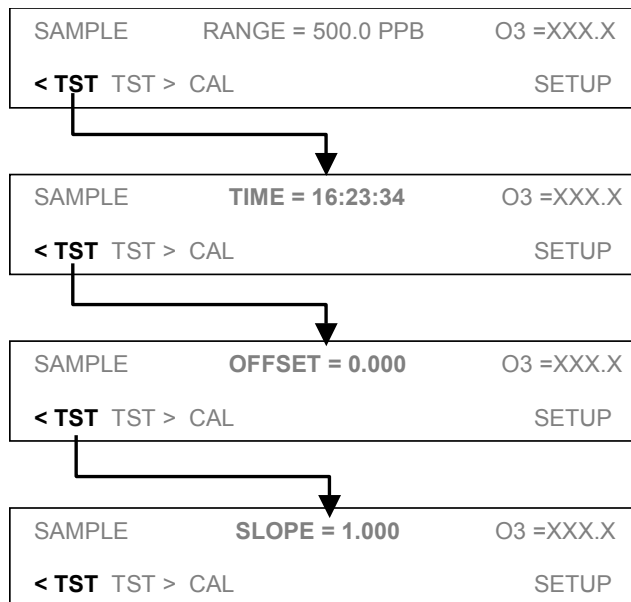 SAMPLE RANGE = 500.0 PPB O3 =XXX.X
< TST TST > CAL SETUP
SAMPLE TIME = 16:23:34 O3 =XXX.X
< TST TST > CAL SETUP
SAMPLE OFFSET = 0.000 O3 =XXX.X
< TST TST > CAL SETUP
SAMPLE SLOPE = 1.000 O3 =XXX.X
< TST TST > CAL SETUP